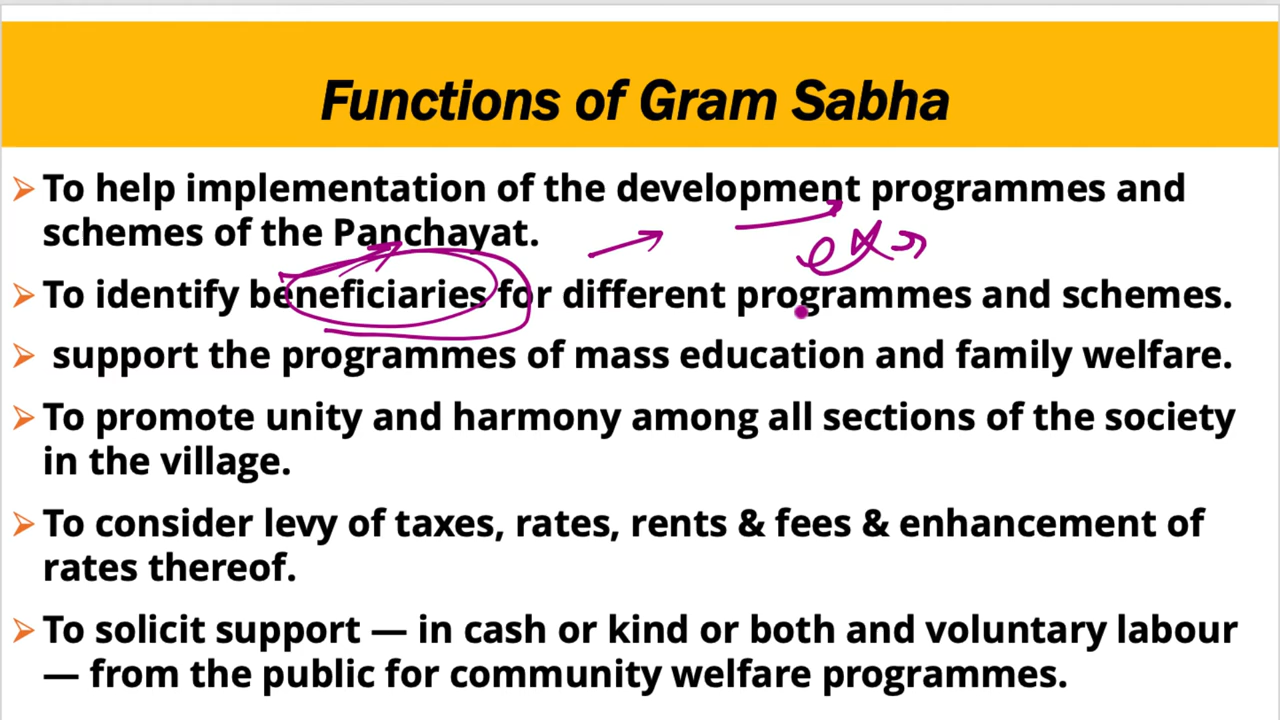 Functions of Gram Sabha
➢ To help implementation of the development programmes and
schemes of the Panchayat.
➢ To identify beneficiaries for different programmes and schemes.
➢ support the programmes of mass education and family welfare.
➢ To promote unity and harmony among all sections of the society
in the village.
➢ To consider levy of taxes, rates, rents & fees & enhancement of
rates thereof.
➢ To solicit support — in cash or kind or both and voluntary labour
— from the public for community welfare programmes.